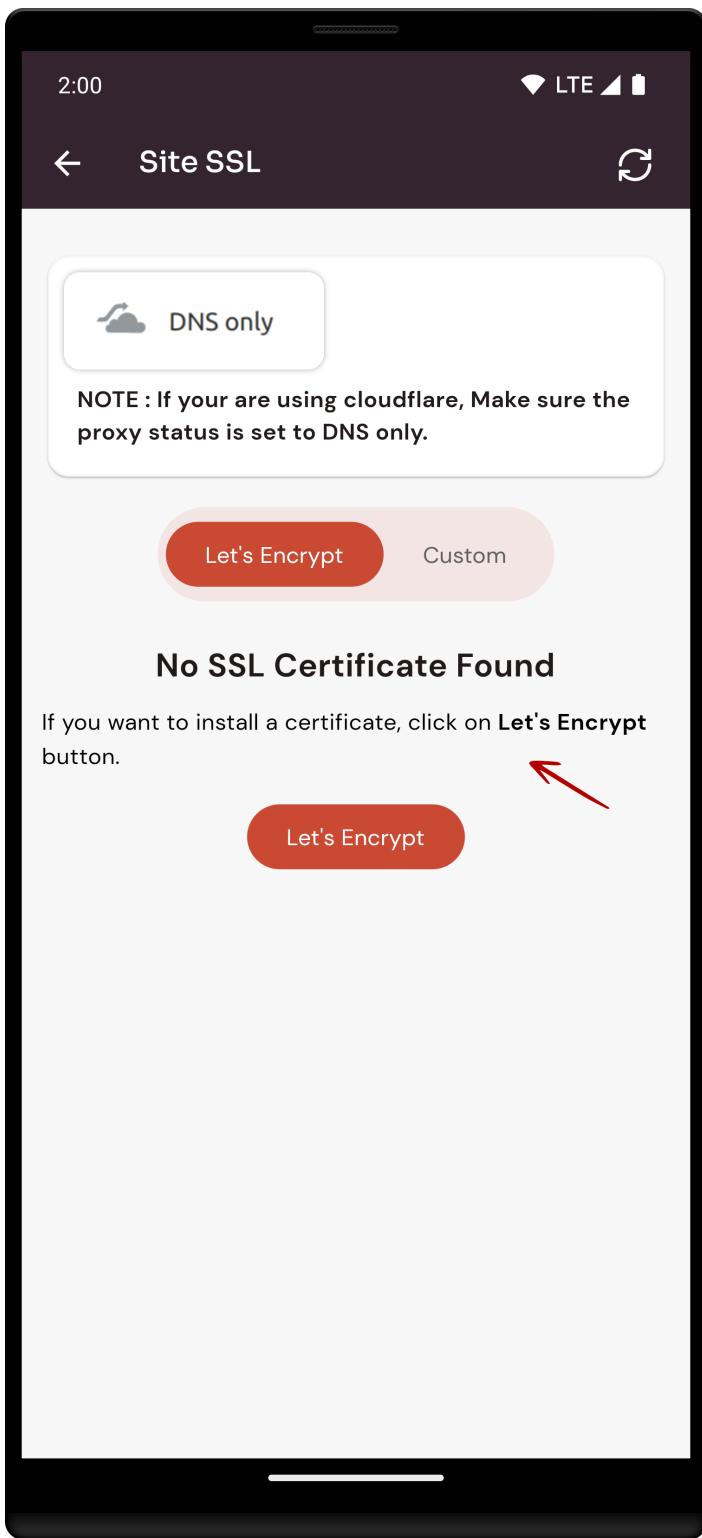 2:00
LTE
Site SSL
DNS only
NOTE : If your are using cloudflare, Make sure the
proxy status is set to DNS only.
Let's Encrypt
Custom
No SSL Certificate Found
If you want to install a certificate, click on Let's Encrypt
button.
Let's Encrypt